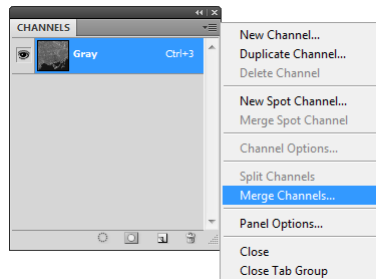 CHANNELS
Gray Ctrl+3
New Channel...
Duplicate Channel...
Delete Channel
New Spot Channel...
Merge Spot Channel
Channel Options...
Split Channels
Merge Channels...
Panel Options...
Close
Close Tab Group